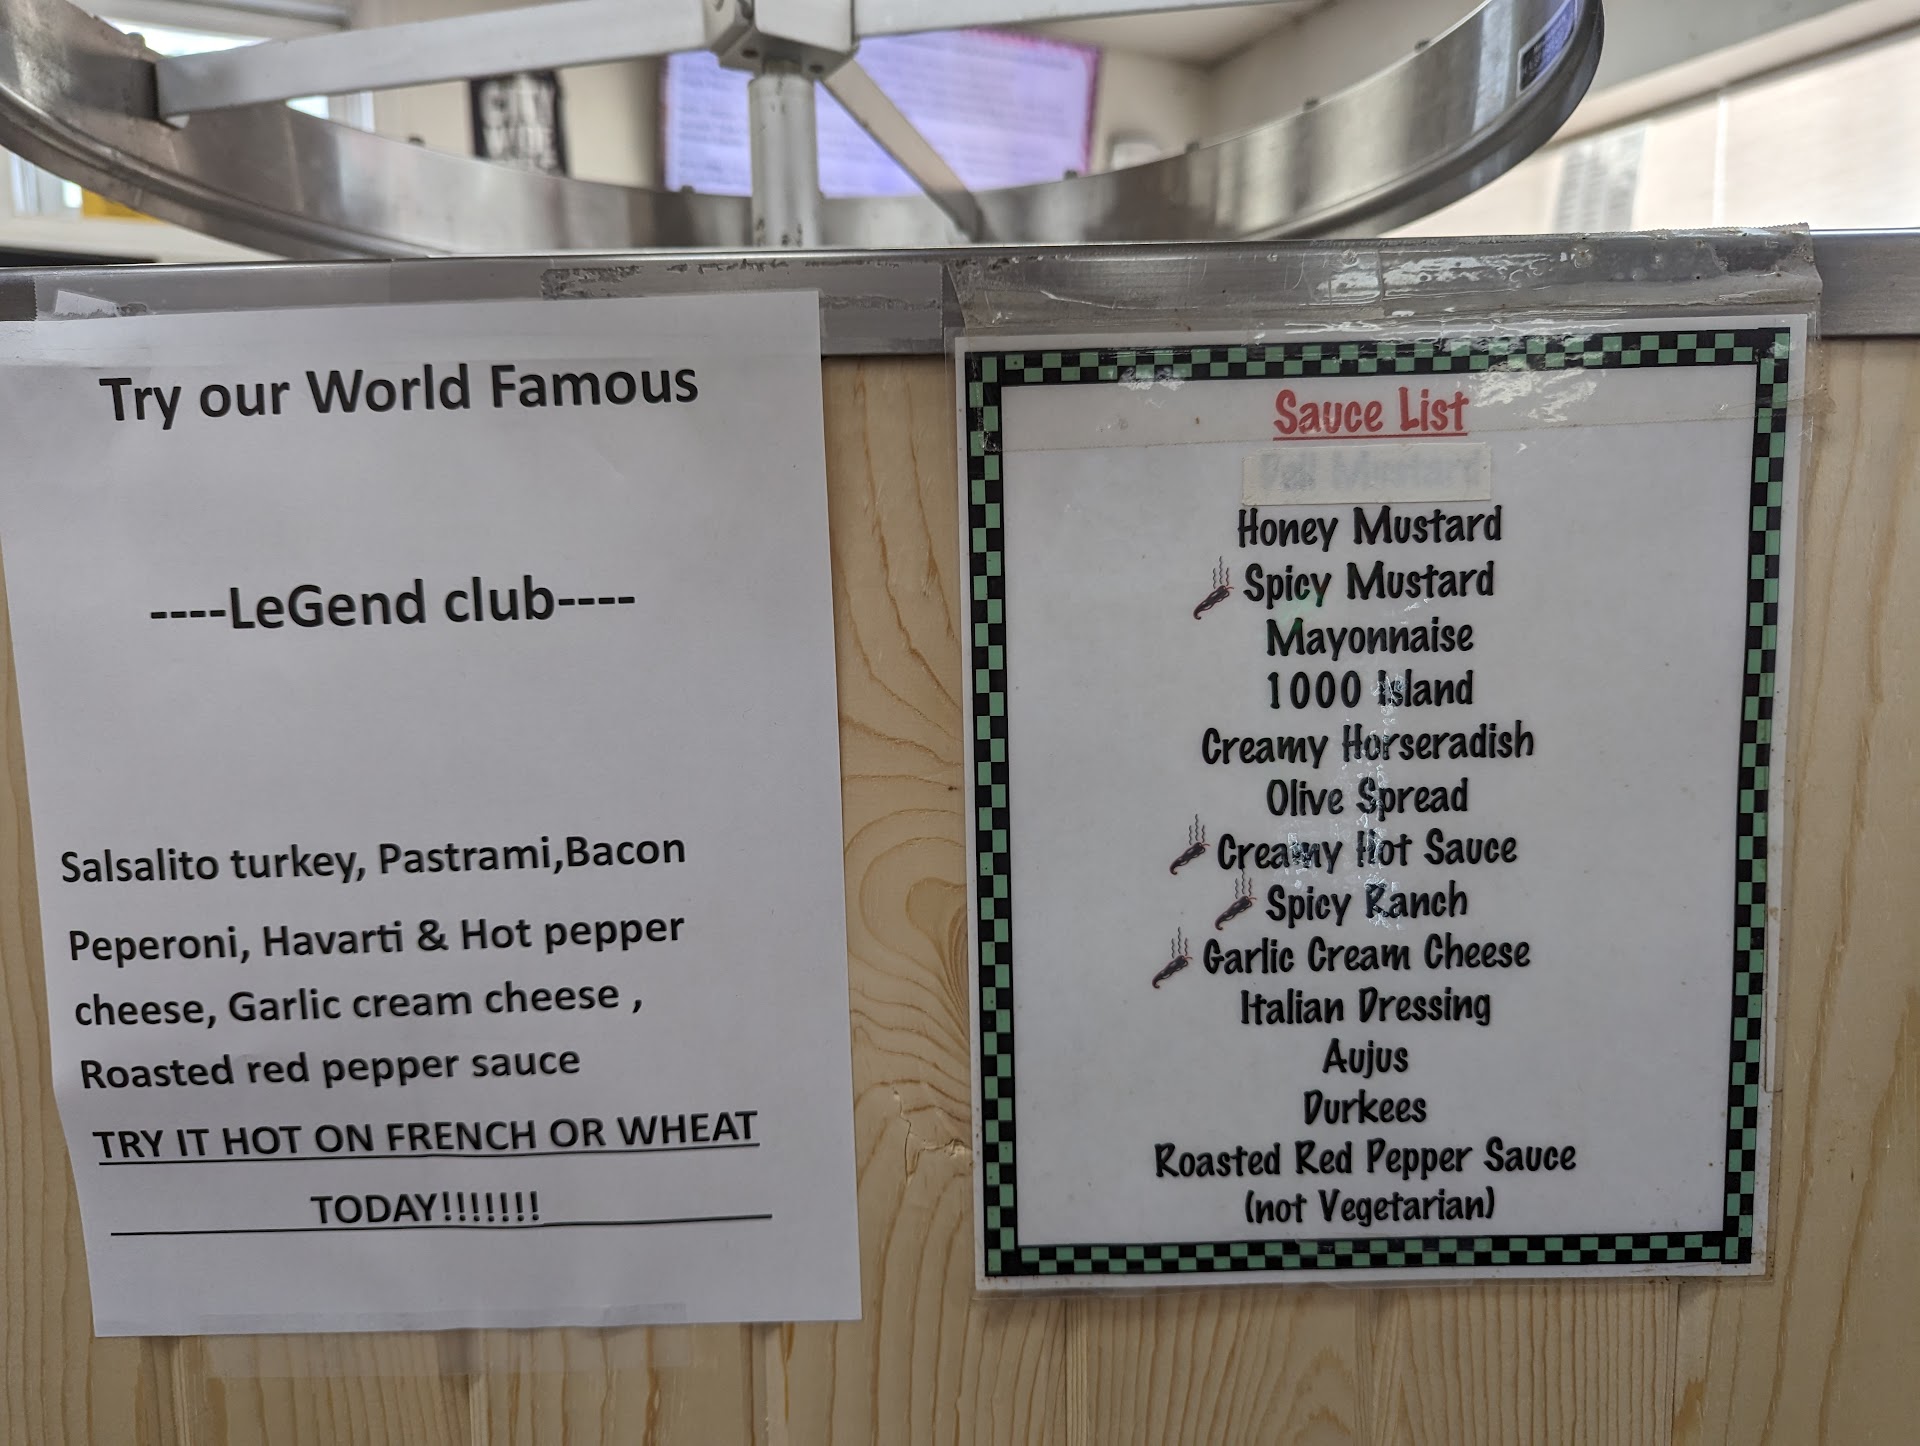 Try our World Famous
----LeGend club----
Salsalito turkey, Pastrami,Bacon
Peperoni, Havarti & Hot pepper
cheese, Garlic cream cheese ,
Roasted red pepper sauce
TRY IT HOT ON FRENCH OR WHEAT
TODAY!!!!!!!
Sauce List
Mustard
Honey Mustard
Spicy Mustard
Mayonnaise
1000 Island
Creamy Horseradish
Olive Spread
Creamy Hot Sauce
Spicy Ranch
Garlic Cream Cheese
Italian Dressing
Aujus
Durkees
Roasted Red Pepper Sauce
(not Vegetarian)